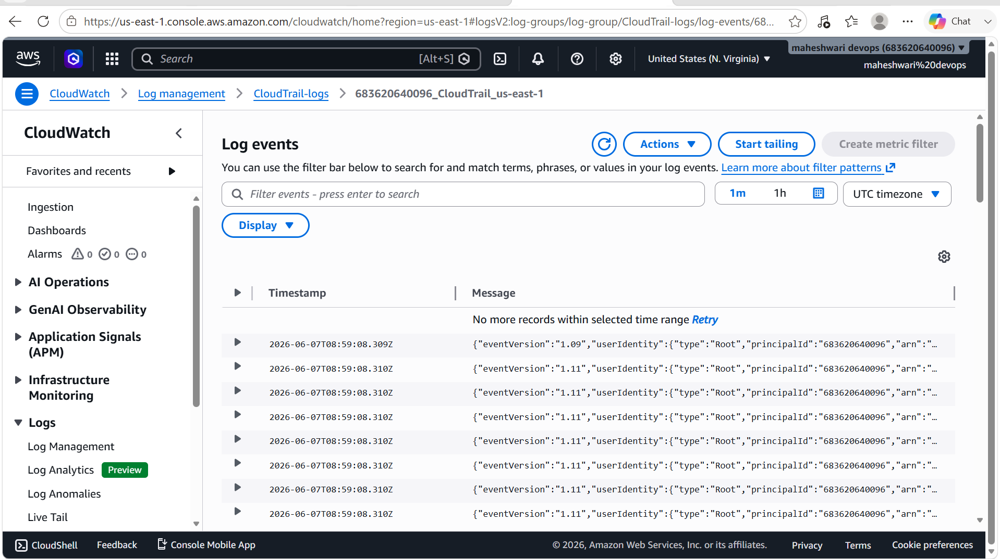 https://us-east-1.console.aws.amazon.com/cloudwatch/home?region=us-east-1#logsV2:log-groups/log-group/CloudTrail-logs/log-events/68...
Chat
aws
Search [Alt+S]
United States (N. Virginia)
maheshwari devops (683620640096)
maheshwari%20devops
CloudWatch
Log management
CloudTrail-logs
683620640096_CloudTrail_us-east-1
CloudWatch
Favorites and recents
Ingestion
Dashboards
Alarms 0 0 0
AI Operations
GenAI Observability
Application Signals
(APM)
Infrastructure
Monitoring
Logs
Log Management
Log Analytics Preview
Log Anomalies
Live Tail
Log events
Actions
Start tailing
Create metric filter
You can use the filter bar below to search for and match terms, phrases, or values in your log events. Learn more about filter patterns
Filter events - press enter to search
1m 1h
UTC timezone
Display
Timestamp Message
No more records within selected time range Retry
2026-06-07T08:59:08.309Z {"eventVersion":"1.09","userIdentity":{"type":"Root","principalId":"683620640096","arn":"…
2026-06-07T08:59:08.310Z {"eventVersion":"1.11","userIdentity":{"type":"Root","principalId":"683620640096","arn":"…
2026-06-07T08:59:08.310Z {"eventVersion":"1.11","userIdentity":{"type":"Root","principalId":"683620640096","arn":"…
2026-06-07T08:59:08.310Z {"eventVersion":"1.11","userIdentity":{"type":"Root","principalId":"683620640096","arn":"…
2026-06-07T08:59:08.310Z {"eventVersion":"1.11","userIdentity":{"type":"Root","principalId":"683620640096","arn":"…
2026-06-07T08:59:08.310Z {"eventVersion":"1.11","userIdentity":{"type":"Root","principalId":"683620640096","arn":"…
2026-06-07T08:59:08.310Z {"eventVersion":"1.11","userIdentity":{"type":"Root","principalId":"683620640096","arn":"…
2026-06-07T08:59:08.310Z {"eventVersion":"1.11","userIdentity":{"type":"Root","principalId":"683620640096","arn":"…
CloudShell
Feedback
Console Mobile App
© 2026, Amazon Web Services, Inc. or its affiliates.
Privacy
Terms
Cookie preferences